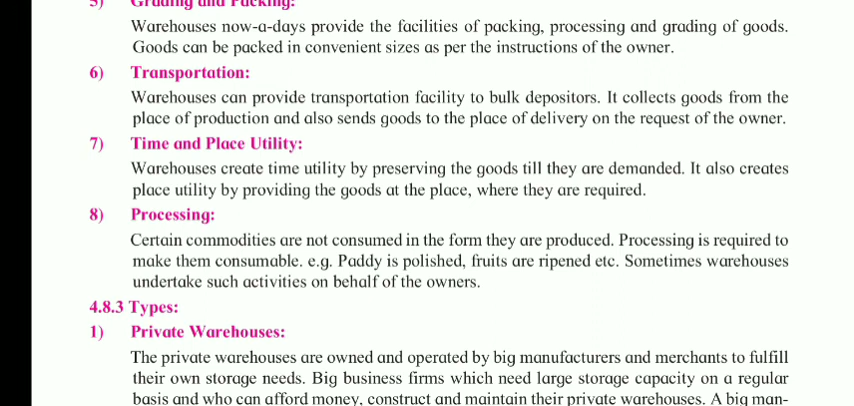 5) Grading and Packing:
Warehouses now-a-days provide the facilities of packing, processing and grading of goods.
Goods can be packed in convenient sizes as per the instructions of the owner.
6) Transportation:
Warehouses can provide transportation facility to bulk depositors. It collects goods from the
place of production and also sends goods to the place of delivery on the request of the owner.
7) Time and Place Utility:
Warehouses create time utility by preserving the goods till they are demanded. It also creates
place utility by providing the goods at the place, where they are required.
8) Processing:
Certain commodities are not consumed in the form they are produced. Processing is required to
make them consumable. e.g. Paddy is polished, fruits are ripened etc. Sometimes warehouses
undertake such activities on behalf of the owners.
4.8.3 Types:
1) Private Warehouses:
The private warehouses are owned and operated by big manufacturers and merchants to fulfill
their own storage needs. Big business firms which need large storage capacity on a regular
basis and who can afford money, construct and maintain their private warehouses. A big man-